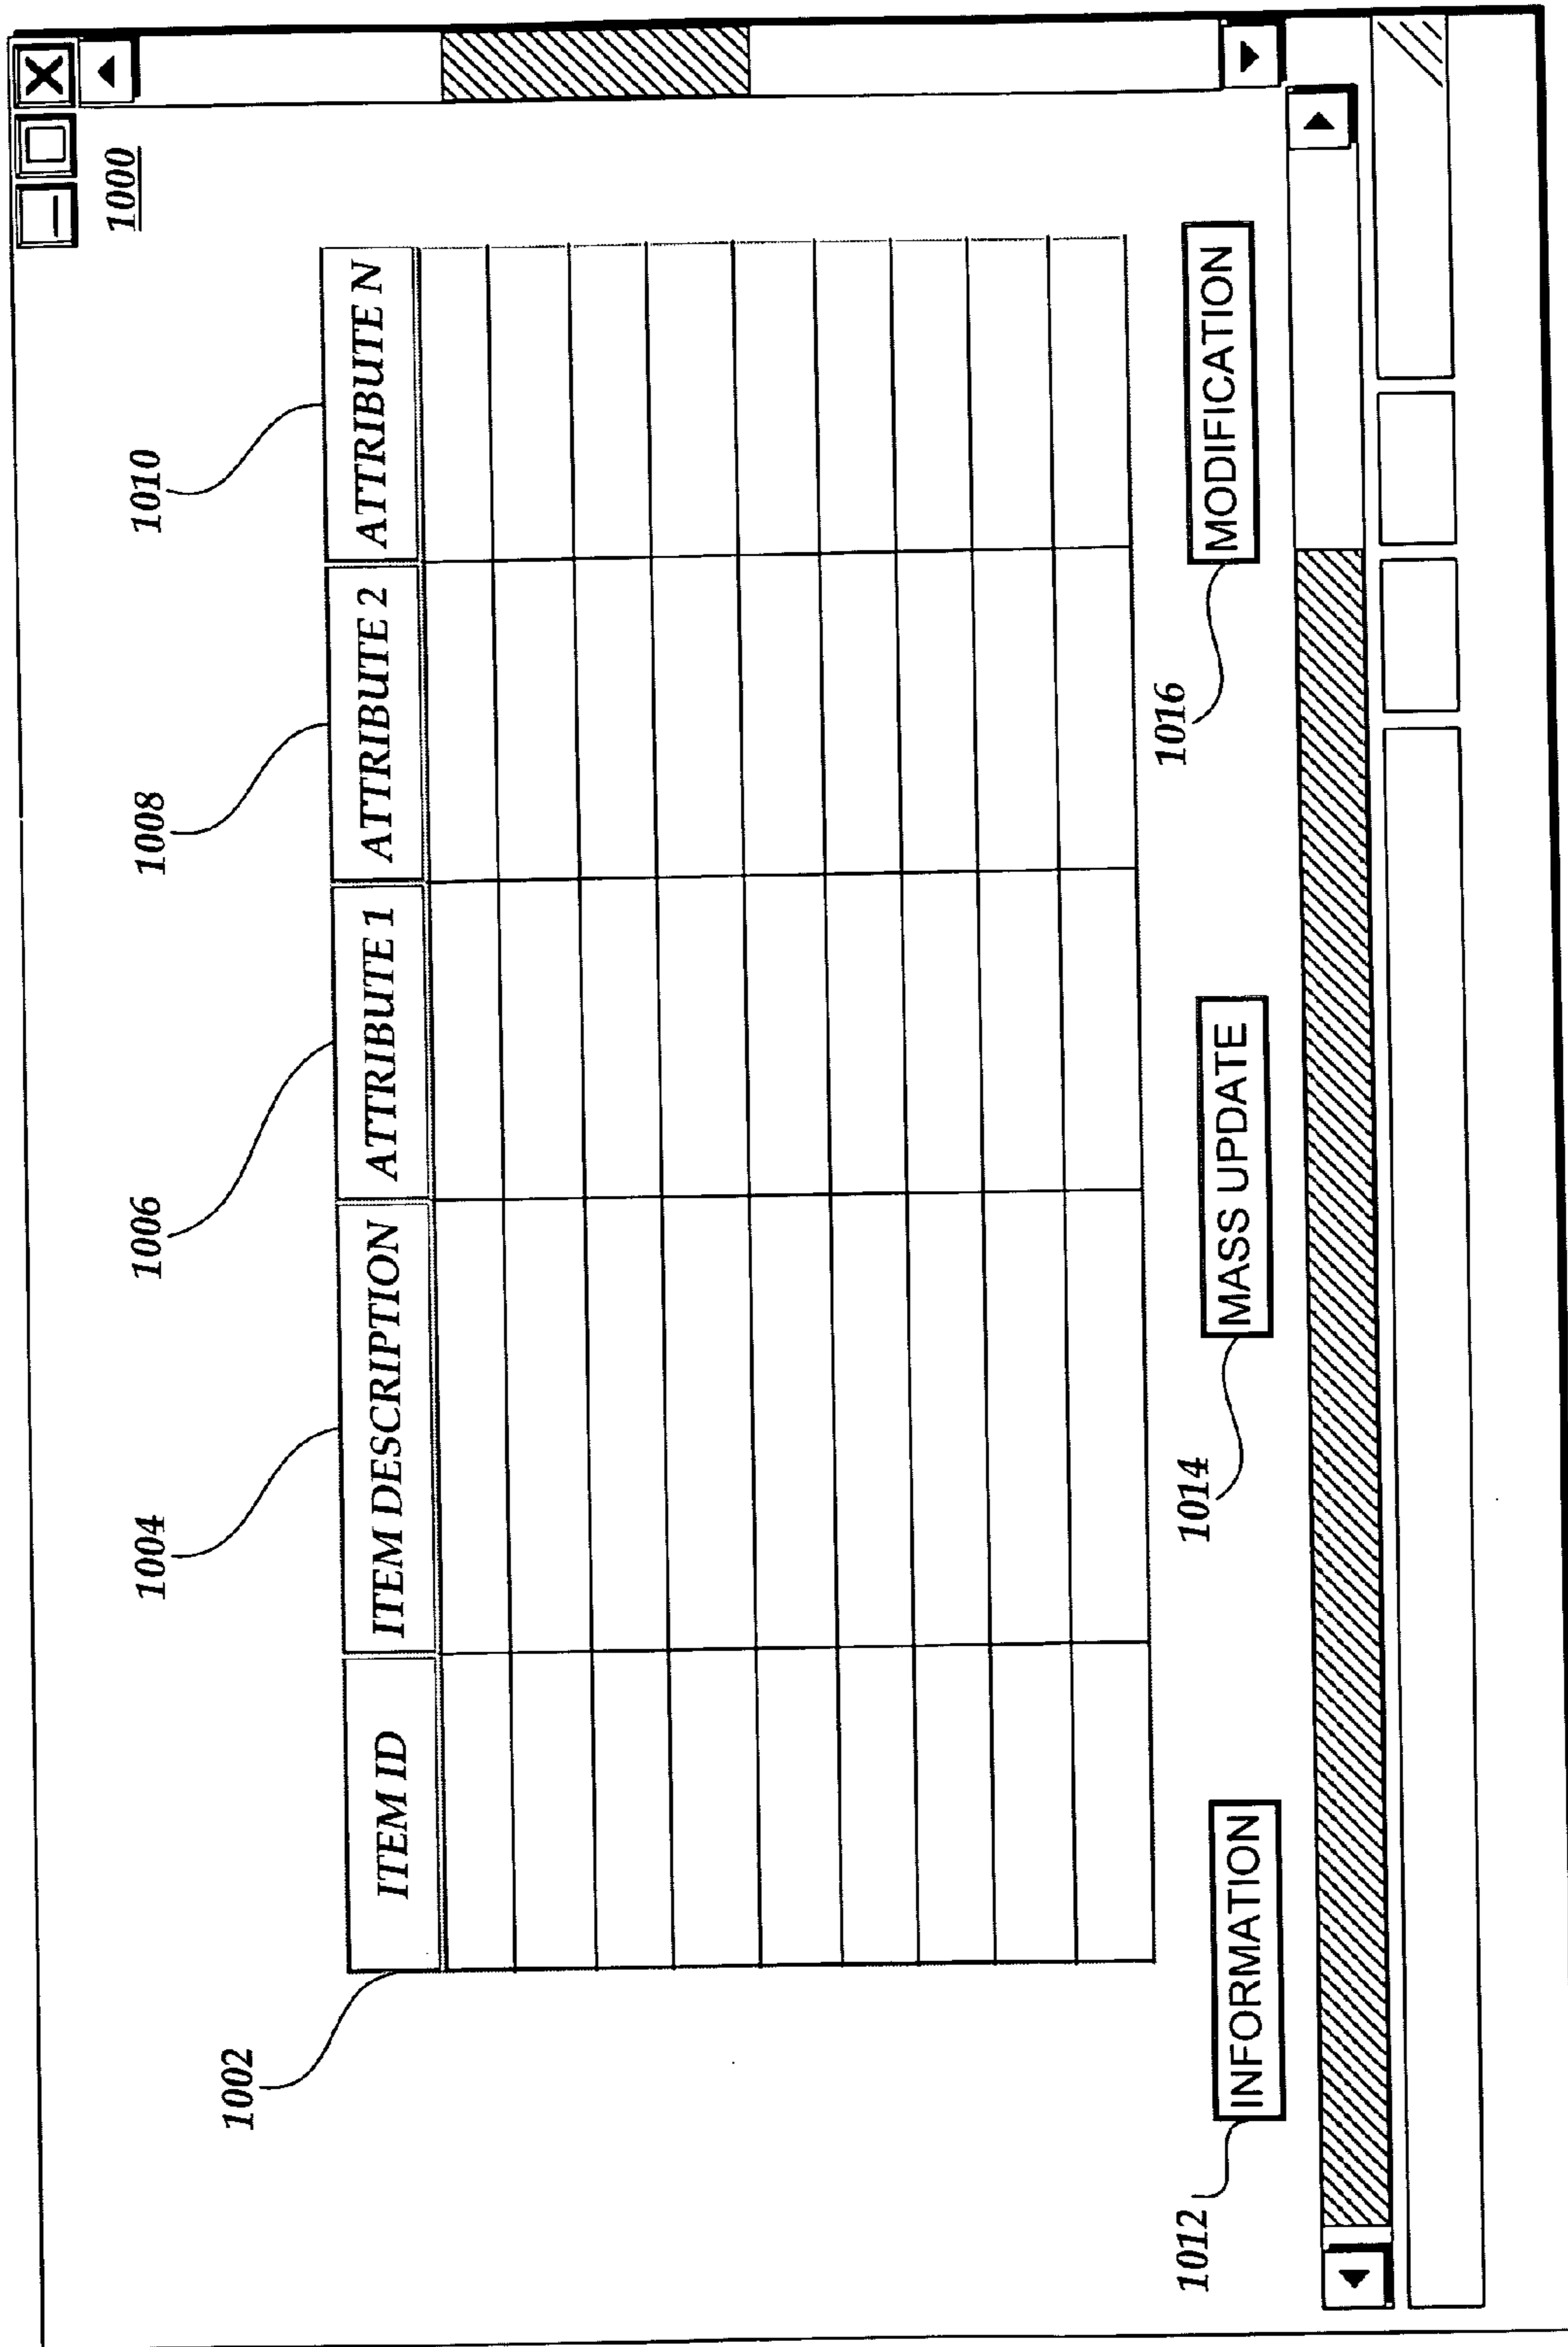 1000
1002 1004 1006 1008 1010
ITEM ID ITEM DESCRIPTION ATTRIBUTE 1 ATTRIBUTE 2 ATTRIBUTE N
1012 INFORMATION 1014 MASS UPDATE 1016 MODIFICATION